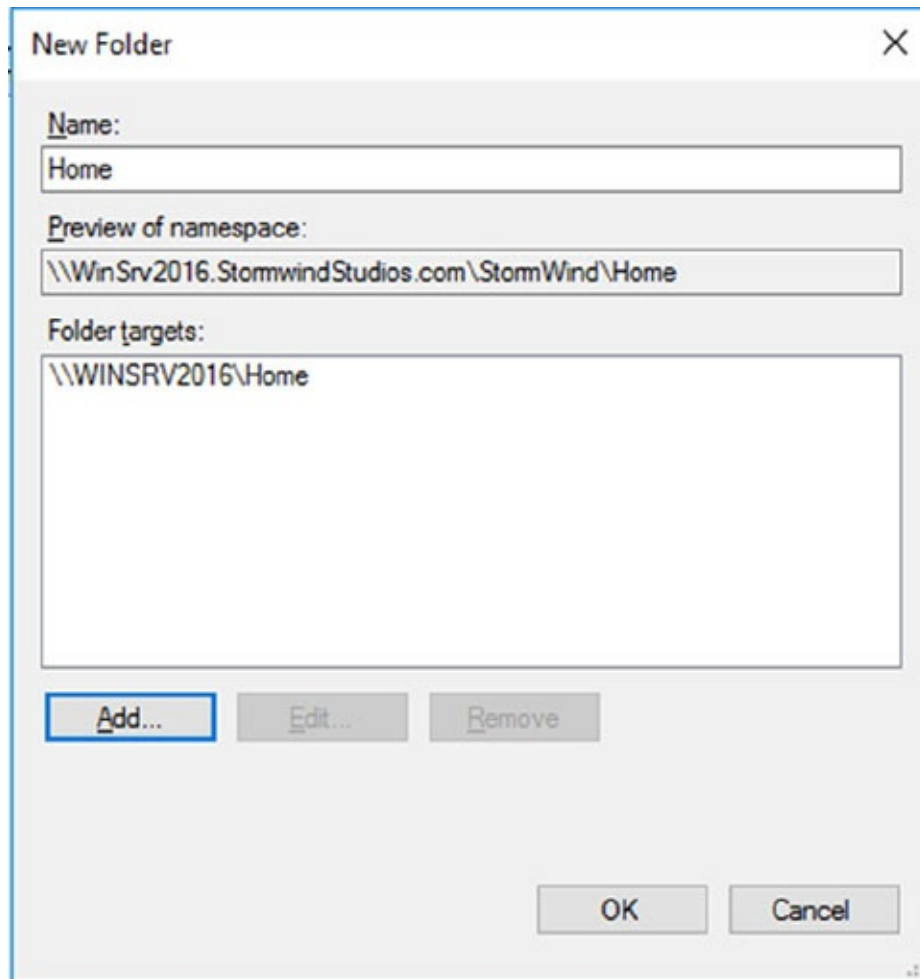 New Folder
Name:
Home
Preview of namespace:
\\WinSrv2016.StormwindStudios.com\StormWind\Home
Folder targets:
\\WINSRV2016\Home
Add... Edit... Remove
OK Cancel